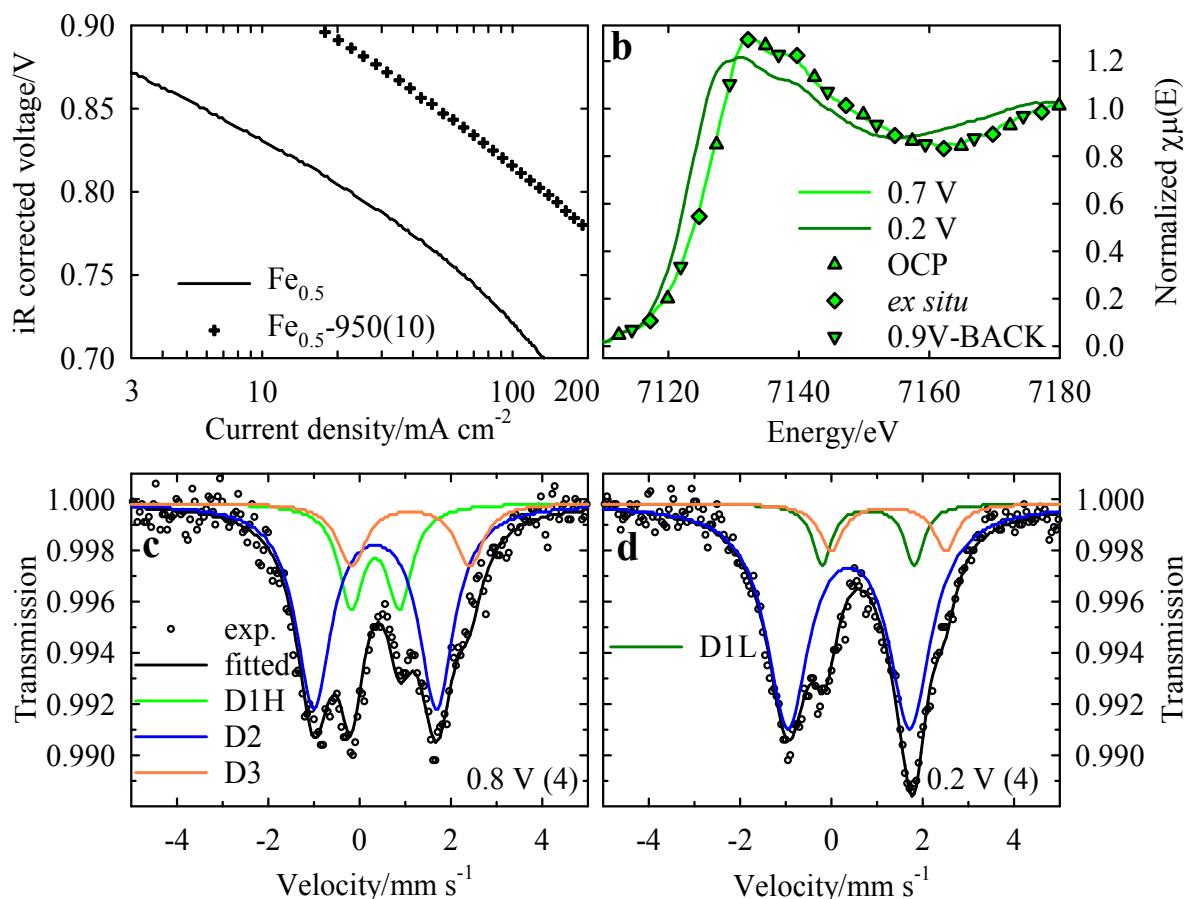 0.90
0.85
0.80
0.75
0.70
iR corrected voltage/V
Fe0.5
Fe0.5-950(10)
3
10
100
200
Current density/mA cm-2
b
0.7 V
0.2 V
OCP
ex situ
0.9V-BACK
1.2
1.0
0.8
0.6
0.4
0.2
0.0
Normalized χμ(E)
7120
7140
7160
7180
Energy/eV
1.000
0.998
0.996
0.994
0.992
0.990
Transmission
c
exp.
fitted
D1H
D2
D3
0.8 V (4)
-4
-2
0
2
4
Velocity/mm s-1
d
D1L
0.2 V (4)
1.000
0.998
0.996
0.994
0.992
0.990
Transmission
-4
-2
0
2
4
Velocity/mm s-1